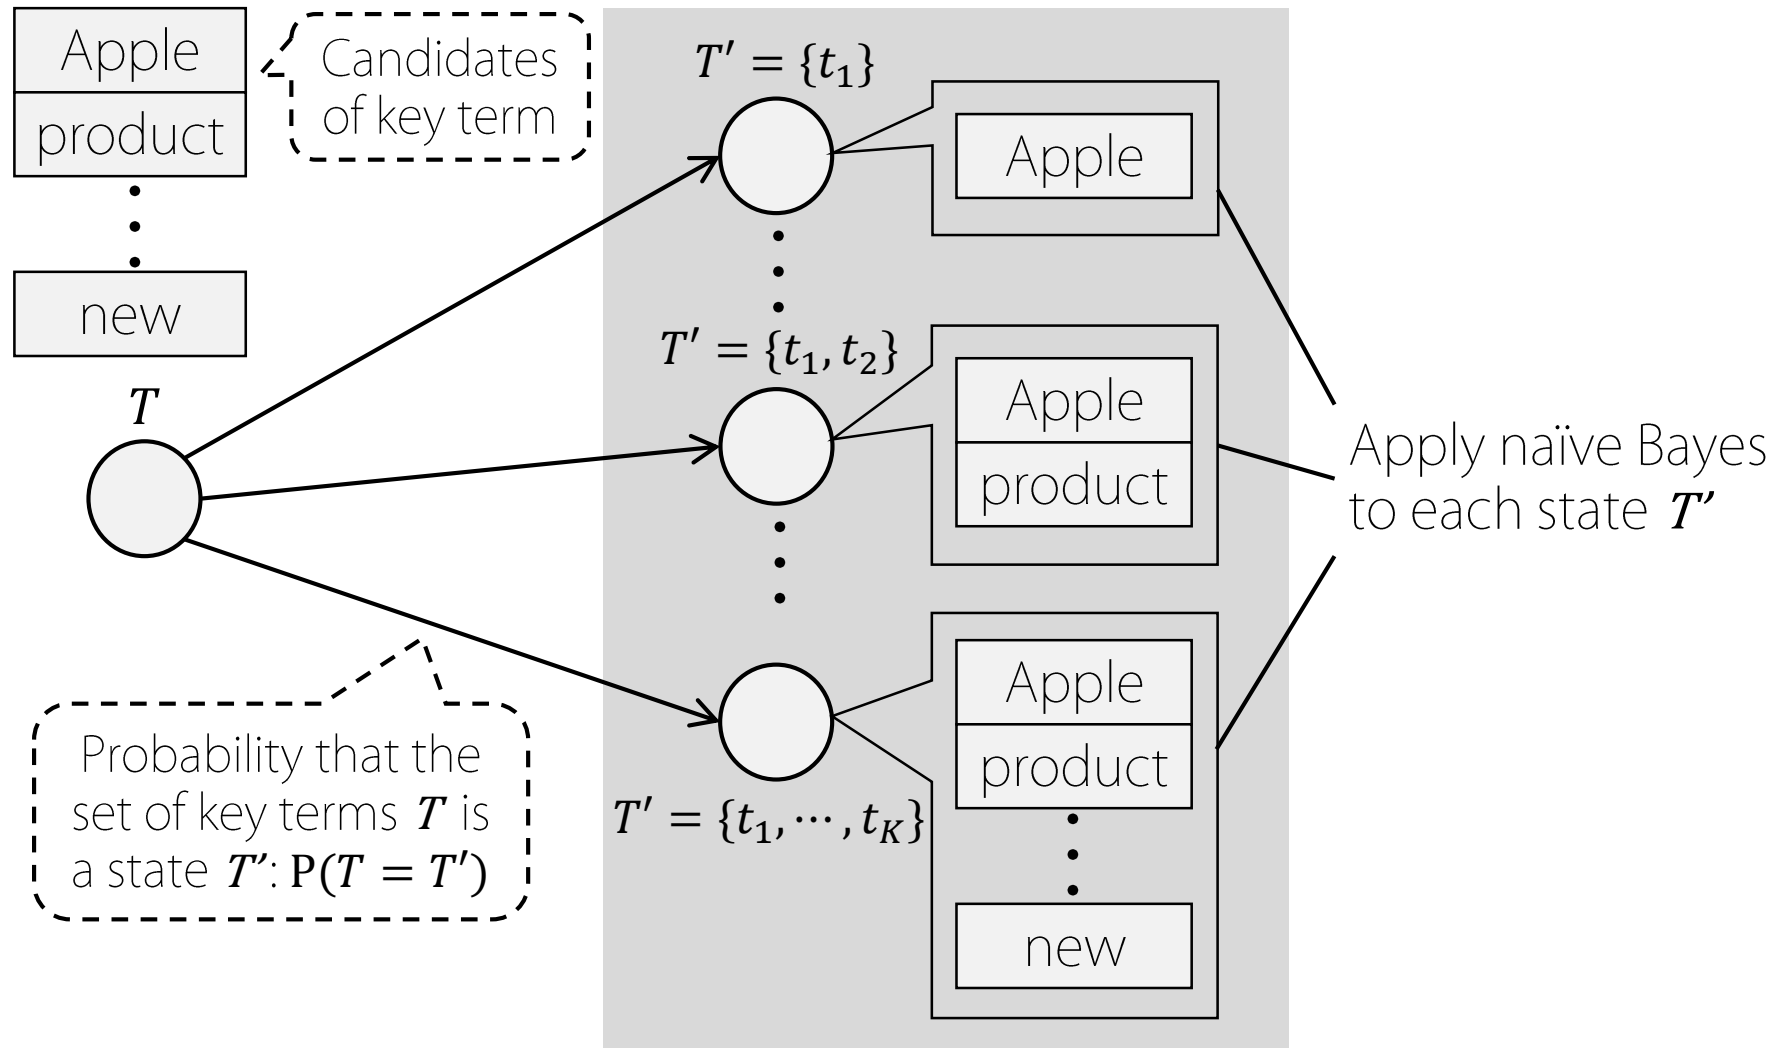 Apple
product
new
Candidates
of key term
T
Probability that the
set of key terms T is
a state T': P(T = T′)
T′ = {t₁}
Apple
T′ = {t₁, t₂}
Apple
product
T′ = {t₁, ⋯ , t_K}
Apple
product
new
Apply naïve Bayes
to each state T'